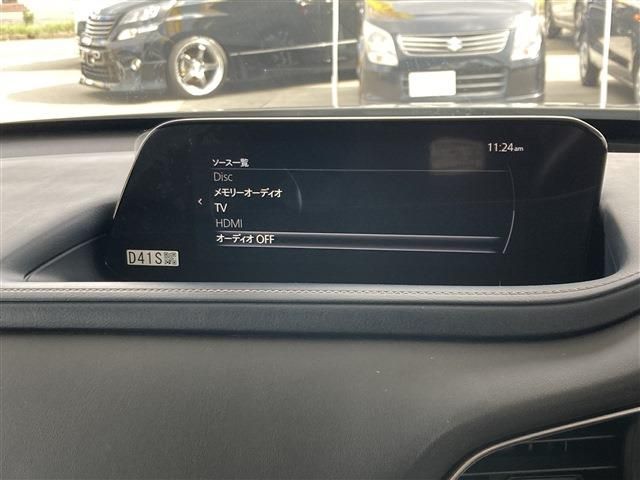 11:24am
ソース一覧
Disc
メモリーオーディオ
TV
HDMI
オーディオ OFF
D41S